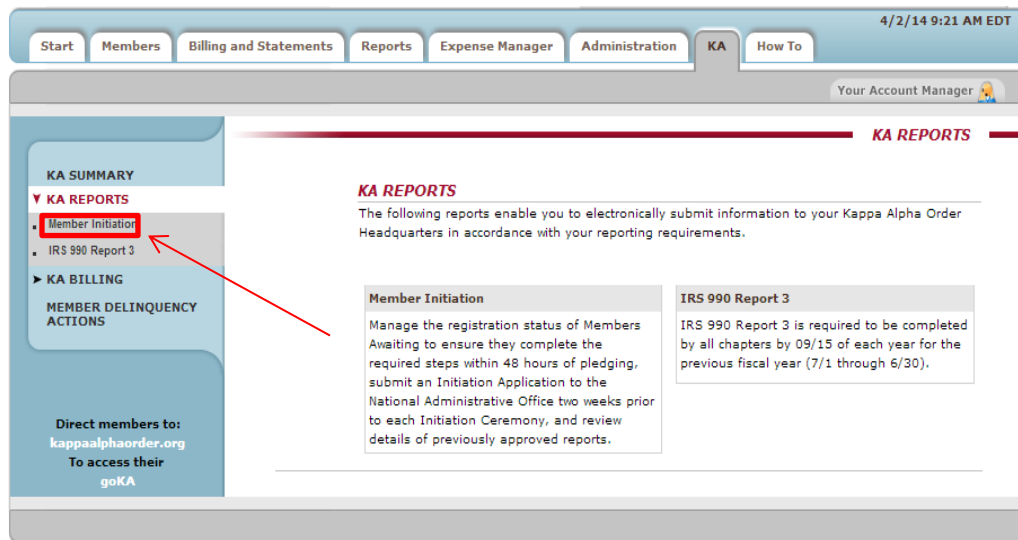 4/2/14 9:21 AM EDT
Start Members Billing and Statements Reports Expense Manager Administration KA How To
Your Account Manager
KA REPORTS
KA SUMMARY
KA REPORTS
Member Initiation
IRS 990 Report 3
KA BILLING
MEMBER DELINQUENCY
ACTIONS
Direct members to:
kappaalphaorder.org
To access their
goKA
KA REPORTS
The following reports enable you to electronically submit information to your Kappa Alpha Order
Headquarters in accordance with your reporting requirements.
Member Initiation
Manage the registration status of Members
Awaiting to ensure they complete the
required steps within 48 hours of pledging,
submit an Initiation Application to the
National Administrative Office two weeks prior
to each Initiation Ceremony, and review
details of previously approved reports.
IRS 990 Report 3
IRS 990 Report 3 is required to be completed
by all chapters by 09/15 of each year for the
previous fiscal year (7/1 through 6/30).